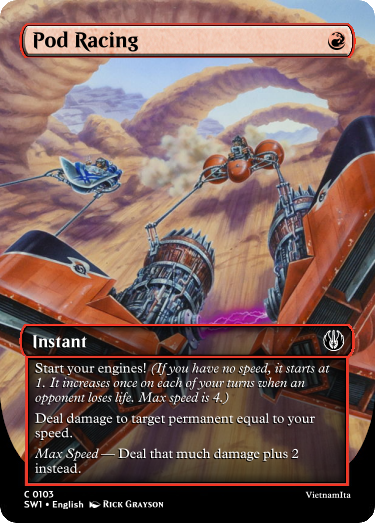 Pod Racing
Instant
Start your engines! (If you have no speed, it starts at
1. It increases once on each of your turns when an
opponent loses life. Max speed is 4.)
Deal damage to target permanent equal to your
speed.
Max Speed — Deal that much damage plus 2
instead.
C 0103
VietnamIta
SW1 • English Rick Grayson